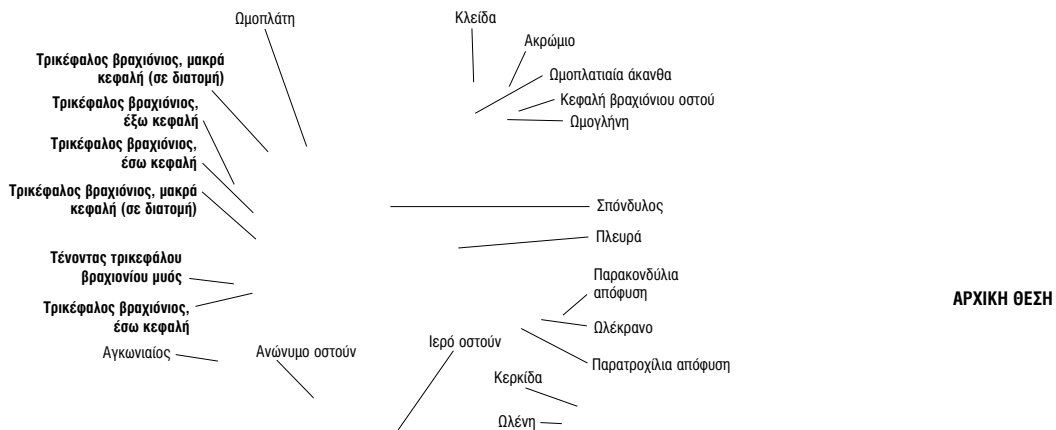 Ωμοπλάτη
Τρικέφαλος βραχιόνιος, μακρά
κεφαλή (σε διατομή)
Τρικέφαλος βραχιόνιος,
έξω κεφαλή
Τρικέφαλος βραχιόνιος,
έσω κεφαλή
Τρικέφαλος βραχιόνιος, μακρά
κεφαλή (σε διατομή)
Τένοντας τρικεφάλου
βραχιονίου μυός
Τρικέφαλος βραχιόνιος,
έσω κεφαλή
Αγκωνιαίος
Ανώνυμο οστούν
Κλείδα
Ακρώμιο
Ωμοπλατιαία άκανθα
Κεφαλή βραχιόνιου οστού
Ωμογλήνη
Σπόνδυλος
Πλευρά
Παρακονδύλια
απόφυση
Ωλέκρανο
Παρατροχίλια απόφυση
Ιερό οστούν
Κερκίδα
Ωλένη
ΑΡΧΙΚΗ ΘΕΣΗ